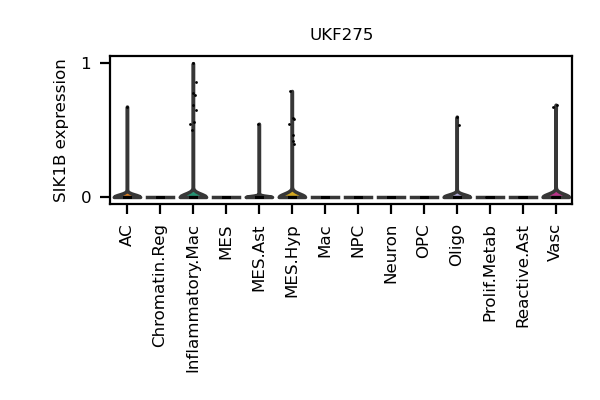 UKF275
SIK1B expression
1
0
AC
Chromatin.Reg
Inflammatory.Mac
MES
MES.Ast
MES.Hyp
Mac
NPC
Neuron
OPC
Oligo
Prolif.Metab
Reactive.Ast
Vasc